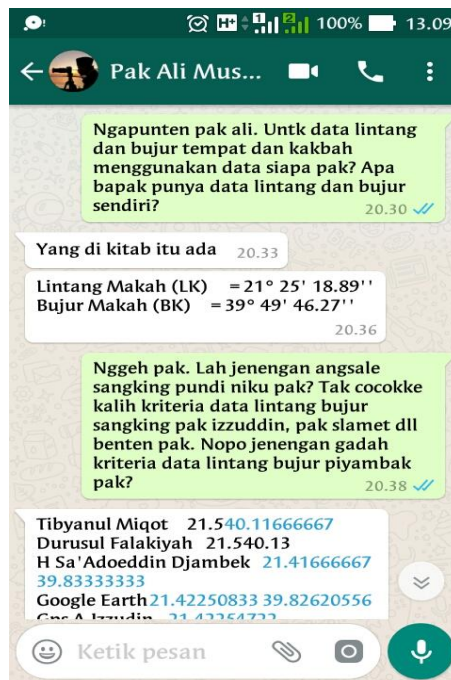 H+ 1 2 100% 13.09
Pak Ali Mus...
Ngapunten pak ali. Untk data lintang
dan bujur tempat dan kakbah
menggunakan data siapa pak? Apa
bapak punya data lintang dan bujur
sendiri?
20.30
Yang di kitab itu ada 20.33
Lintang Makah (LK) = 21° 25' 18.89''
Bujur Makah (BK) = 39° 49' 46.27''
20.36
Nggeh pak. Lah jenengan angsale
sangking pundi niku pak? Tak cocokke
kalih kriteria data lintang bujur
sangking pak izzuddin, pak slamet dll
benten pak. Nopo jenengan gadah
kriteria data lintang bujur piyambak
pak?
20.38
Tibyanul Miqot 21.540.11666667
Durusul Falakiyah 21.540.13
H Sa'Adoeddin Djambek 21.41666667
39.83333333
Google Earth 21.42250833 39.82620556
Gps A Izzudin 21.42254722
Ketik pesan